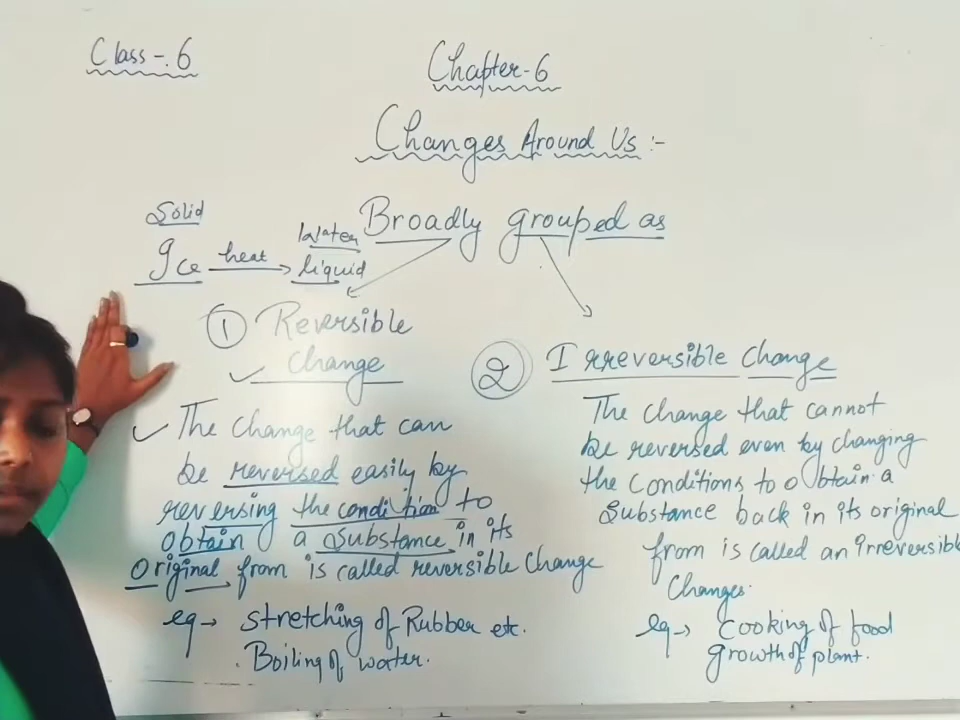 Class-.6
Chapter-6
Changes Around Us :-
Broadly grouped as
Solid
Ice heat → Water
liquid
① Reversible
Change
✓ The change that can
be reversed easily by
reversing the condition to
obtain a substance in its
original from is called reversible Change
eg → stretching of Rubber etc.
Boiling of water.
② Irreversible Change
The change that cannot
be reversed even by changing
the conditions to obtain a
substance back in its original
from is called an irreversible
Changes.
eg → cooking of food
growth of plant.